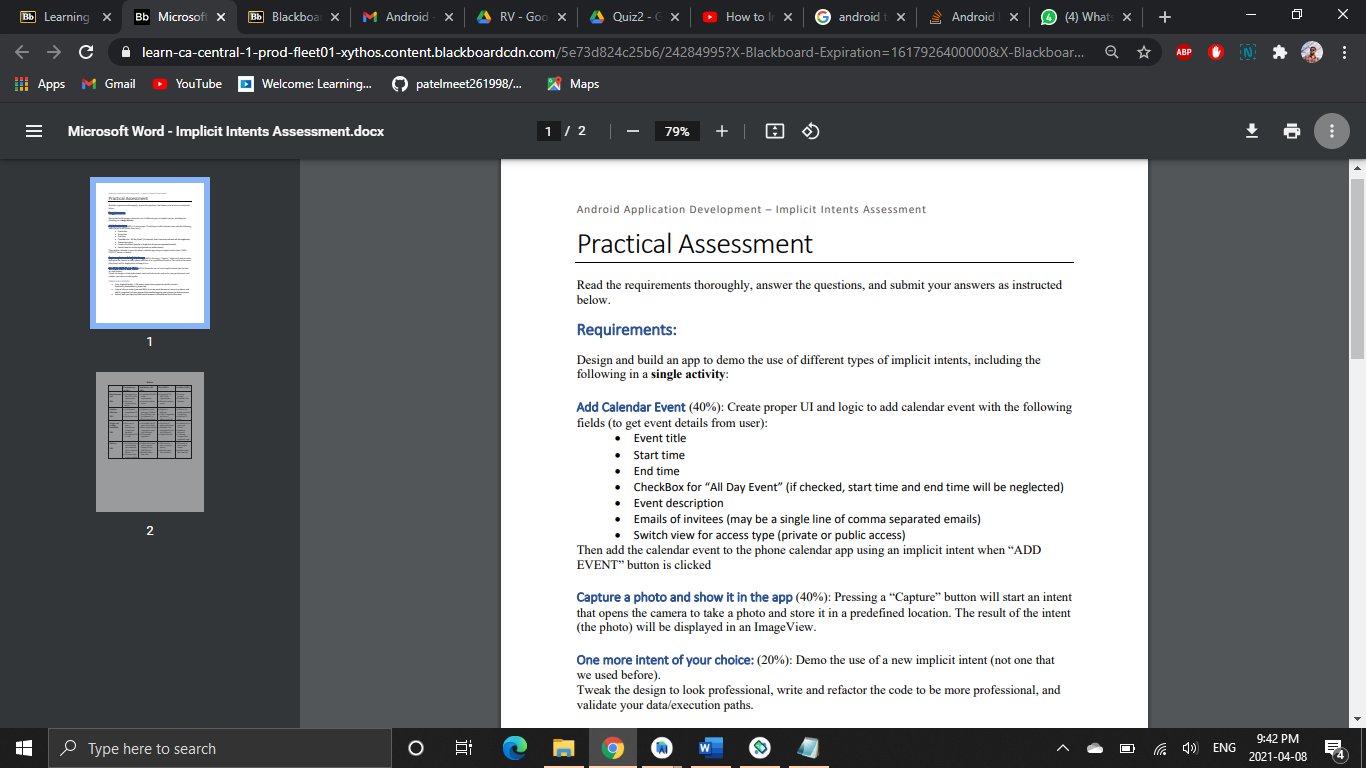 Learning
Microsoft
Blackboa
Android -
RV - Goo
Quiz2 - G
How to I
android t
Android
(4) Whats
learn-ca-central-1-prod-fleet01-xythos.content.blackboardcdn.com/5e73d824c25b6/24284995?X-Blackboard-Expiration=1617926400000&X-Blackboar...
ABP
Apps
Gmail
YouTube
Welcome: Learning...
patelmeet261998/...
Maps
Microsoft Word - Implicit Intents Assessment.docx
1 / 2
79%
Android Application Development – Implicit Intents Assessment
Practical Assessment
Read the requirements thoroughly, answer the questions, and submit your answers as instructed
below.
Requirements:
Design and build an app to demo the use of different types of implicit intents, including the
following in a single activity:
Add Calendar Event (40%): Create proper UI and logic to add calendar event with the following
fields (to get event details from user):
• Event title
• Start time
• End time
• CheckBox for “All Day Event” (if checked, start time and end time will be neglected)
• Event description
• Emails of invitees (may be a single line of comma separated emails)
• Switch view for access type (private or public access)
Then add the calendar event to the phone calendar app using an implicit intent when “ADD
EVENT” button is clicked
Capture a photo and show it in the app (40%): Pressing a “Capture” button will start an intent
that opens the camera to take a photo and store it in a predefined location. The result of the intent
(the photo) will be displayed in an ImageView.
One more intent of your choice: (20%): Demo the use of a new implicit intent (not one that
we used before).
Tweak the design to look professional, write and refactor the code to be more professional, and
validate your data/execution paths.
1
2
Type here to search
ENG
9:42 PM
2021-04-08
4